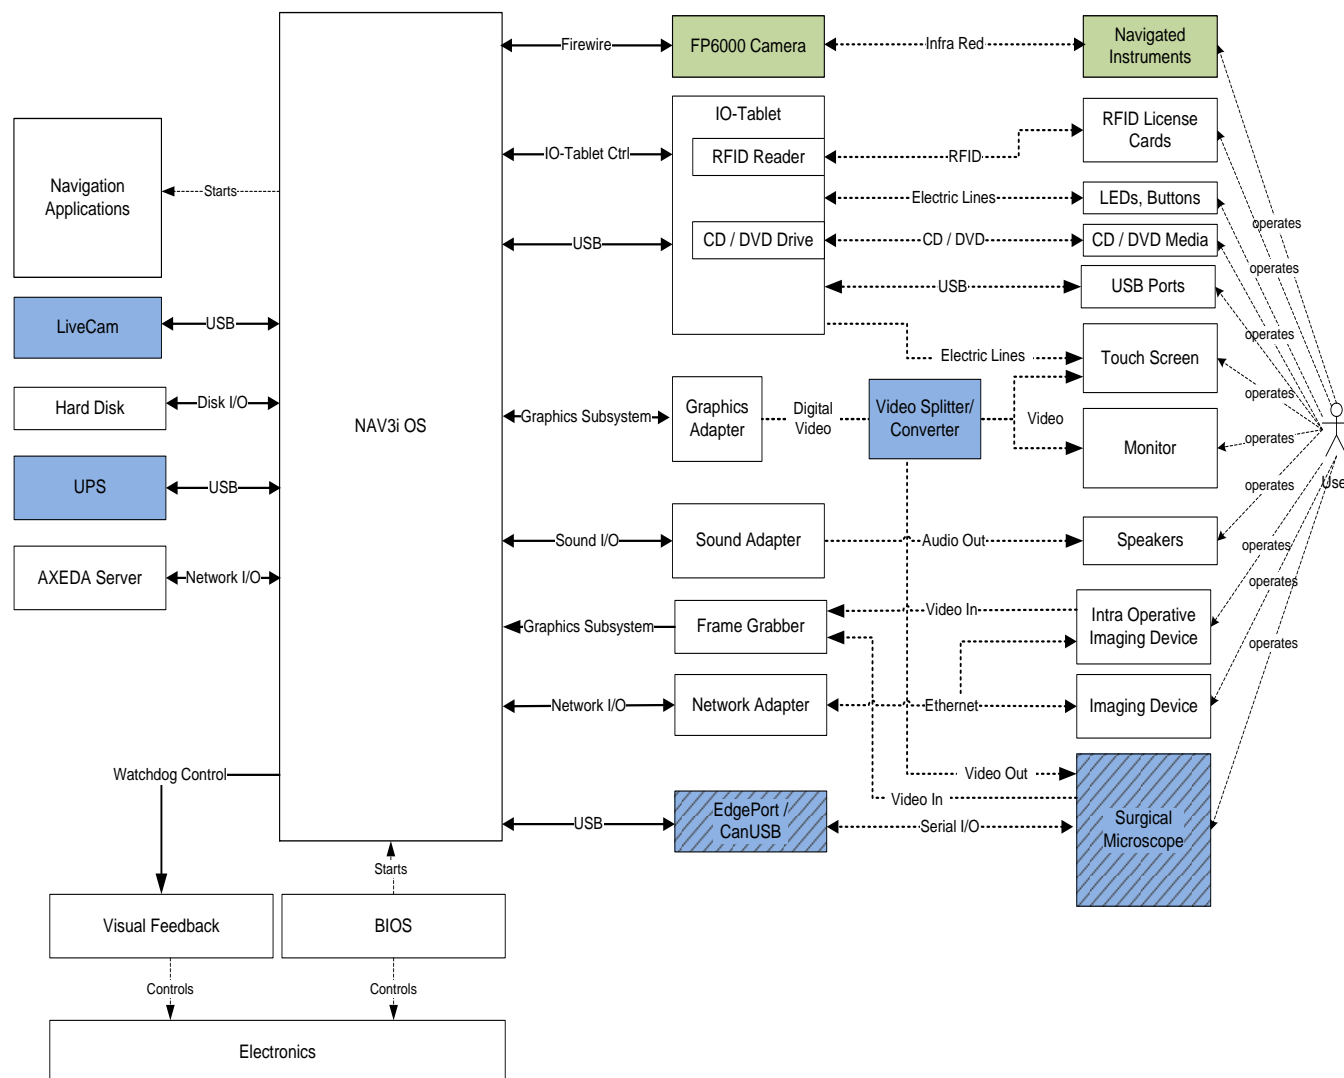 Firewire
FP6000 Camera
Infra Red
Navigated
Instruments
IO-Tablet
RFID License
Cards
IO-Tablet Ctrl
RFID Reader
RFID
Navigation
Applications
Starts
Electric Lines
LEDs, Buttons
operates
USB
CD / DVD Drive
CD / DVD
CD / DVD Media
operates
USB
USB Ports
operates
LiveCam
USB
Electric Lines
Touch Screen
operates
Hard Disk
Disk I/O
NAV3i OS
Graphics Subsystem
Graphics
Adapter
Digital
Video
Video Splitter/
Converter
Video
Monitor
operates
UPS
USB
operates
Use
Sound I/O
Sound Adapter
Audio Out
Speakers
operates
AXEDA Server
Network I/O
operates
Graphics Subsystem
Frame Grabber
Video In
Intra Operative
Imaging Device
operates
Network I/O
Network Adapter
Ethernet
Imaging Device
Watchdog Control
Video Out
Video In
USB
EdgePort /
CanUSB
Serial I/O
Surgical
Microscope
Starts
Visual Feedback
BIOS
Controls
Controls
Electronics